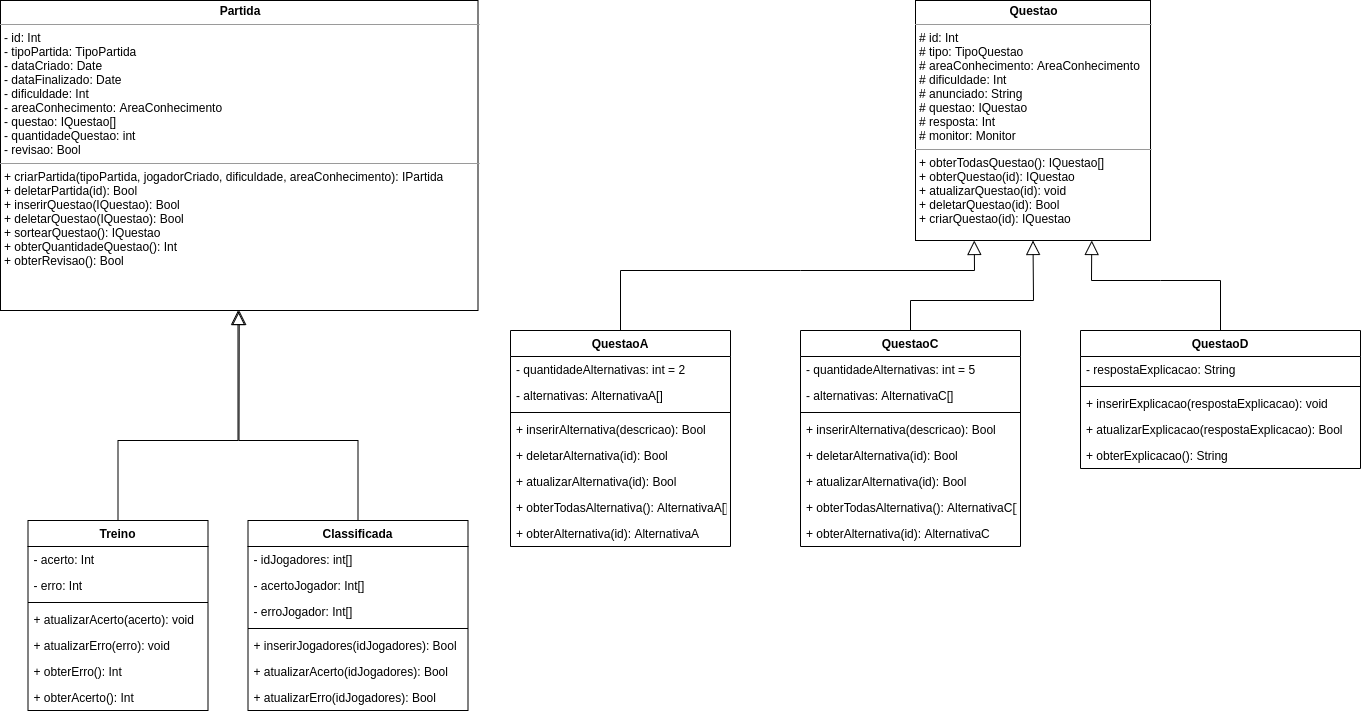 Partida
- id: Int
- tipoPartida: TipoPartida
- dataCriado: Date
- dataFinalizado: Date
- dificuldade: Int
- areaConhecimento: AreaConhecimento
- questao: IQuestao[]
- quantidadeQuestao: int
- revisao: Bool
+ criarPartida(tipoPartida, jogadorCriado, dificuldade, areaConhecimento): IPartida
+ deletarPartida(id): Bool
+ inserirQuestao(IQuestao): Bool
+ deletarQuestao(IQuestao): Bool
+ sortearQuestao(): IQuestao
+ obterQuantidadeQuestao(): Int
+ obterRevisao(): Bool
Questao
# id: Int
# tipo: TipoQuestao
# areaConhecimento: AreaConhecimento
# dificuldade: Int
# anunciado: String
# questao: IQuestao
# resposta: Int
# monitor: Monitor
+ obterTodasQuestao(): IQuestao[]
+ obterQuestao(id): IQuestao
+ atualizarQuestao(id): void
+ deletarQuestao(id): Bool
+ criarQuestao(id): IQuestao
QuestaoA
- quantidadeAlternativas: int = 2
- alternativas: AlternativaA[]
+ inserirAlternativa(descricao): Bool
+ deletarAlternativa(id): Bool
+ atualizarAlternativa(id): Bool
+ obterTodasAlternativa(): AlternativaA[]
+ obterAlternativa(id): AlternativaA
QuestaoC
- quantidadeAlternativas: int = 5
- alternativas: AlternativaC[]
+ inserirAlternativa(descricao): Bool
+ deletarAlternativa(id): Bool
+ atualizarAlternativa(id): Bool
+ obterTodasAlternativa(): AlternativaC[
+ obterAlternativa(id): AlternativaC
QuestaoD
- respostaExplicacao: String
+ inserirExplicacao(respostaExplicacao): void
+ atualizarExplicacao(respostaExplicacao): Bool
+ obterExplicacao(): String
Treino
- acerto: Int
- erro: Int
+ atualizarAcerto(acerto): void
+ atualizarErro(erro): void
+ obterErro(): Int
+ obterAcerto(): Int
Classificada
- idJogadores: int[]
- acertoJogador: Int[]
- erroJogador: Int[]
+ inserirJogadores(idJogadores): Bool
+ atualizarAcerto(idJogadores): Bool
+ atualizarErro(idJogadores): Bool